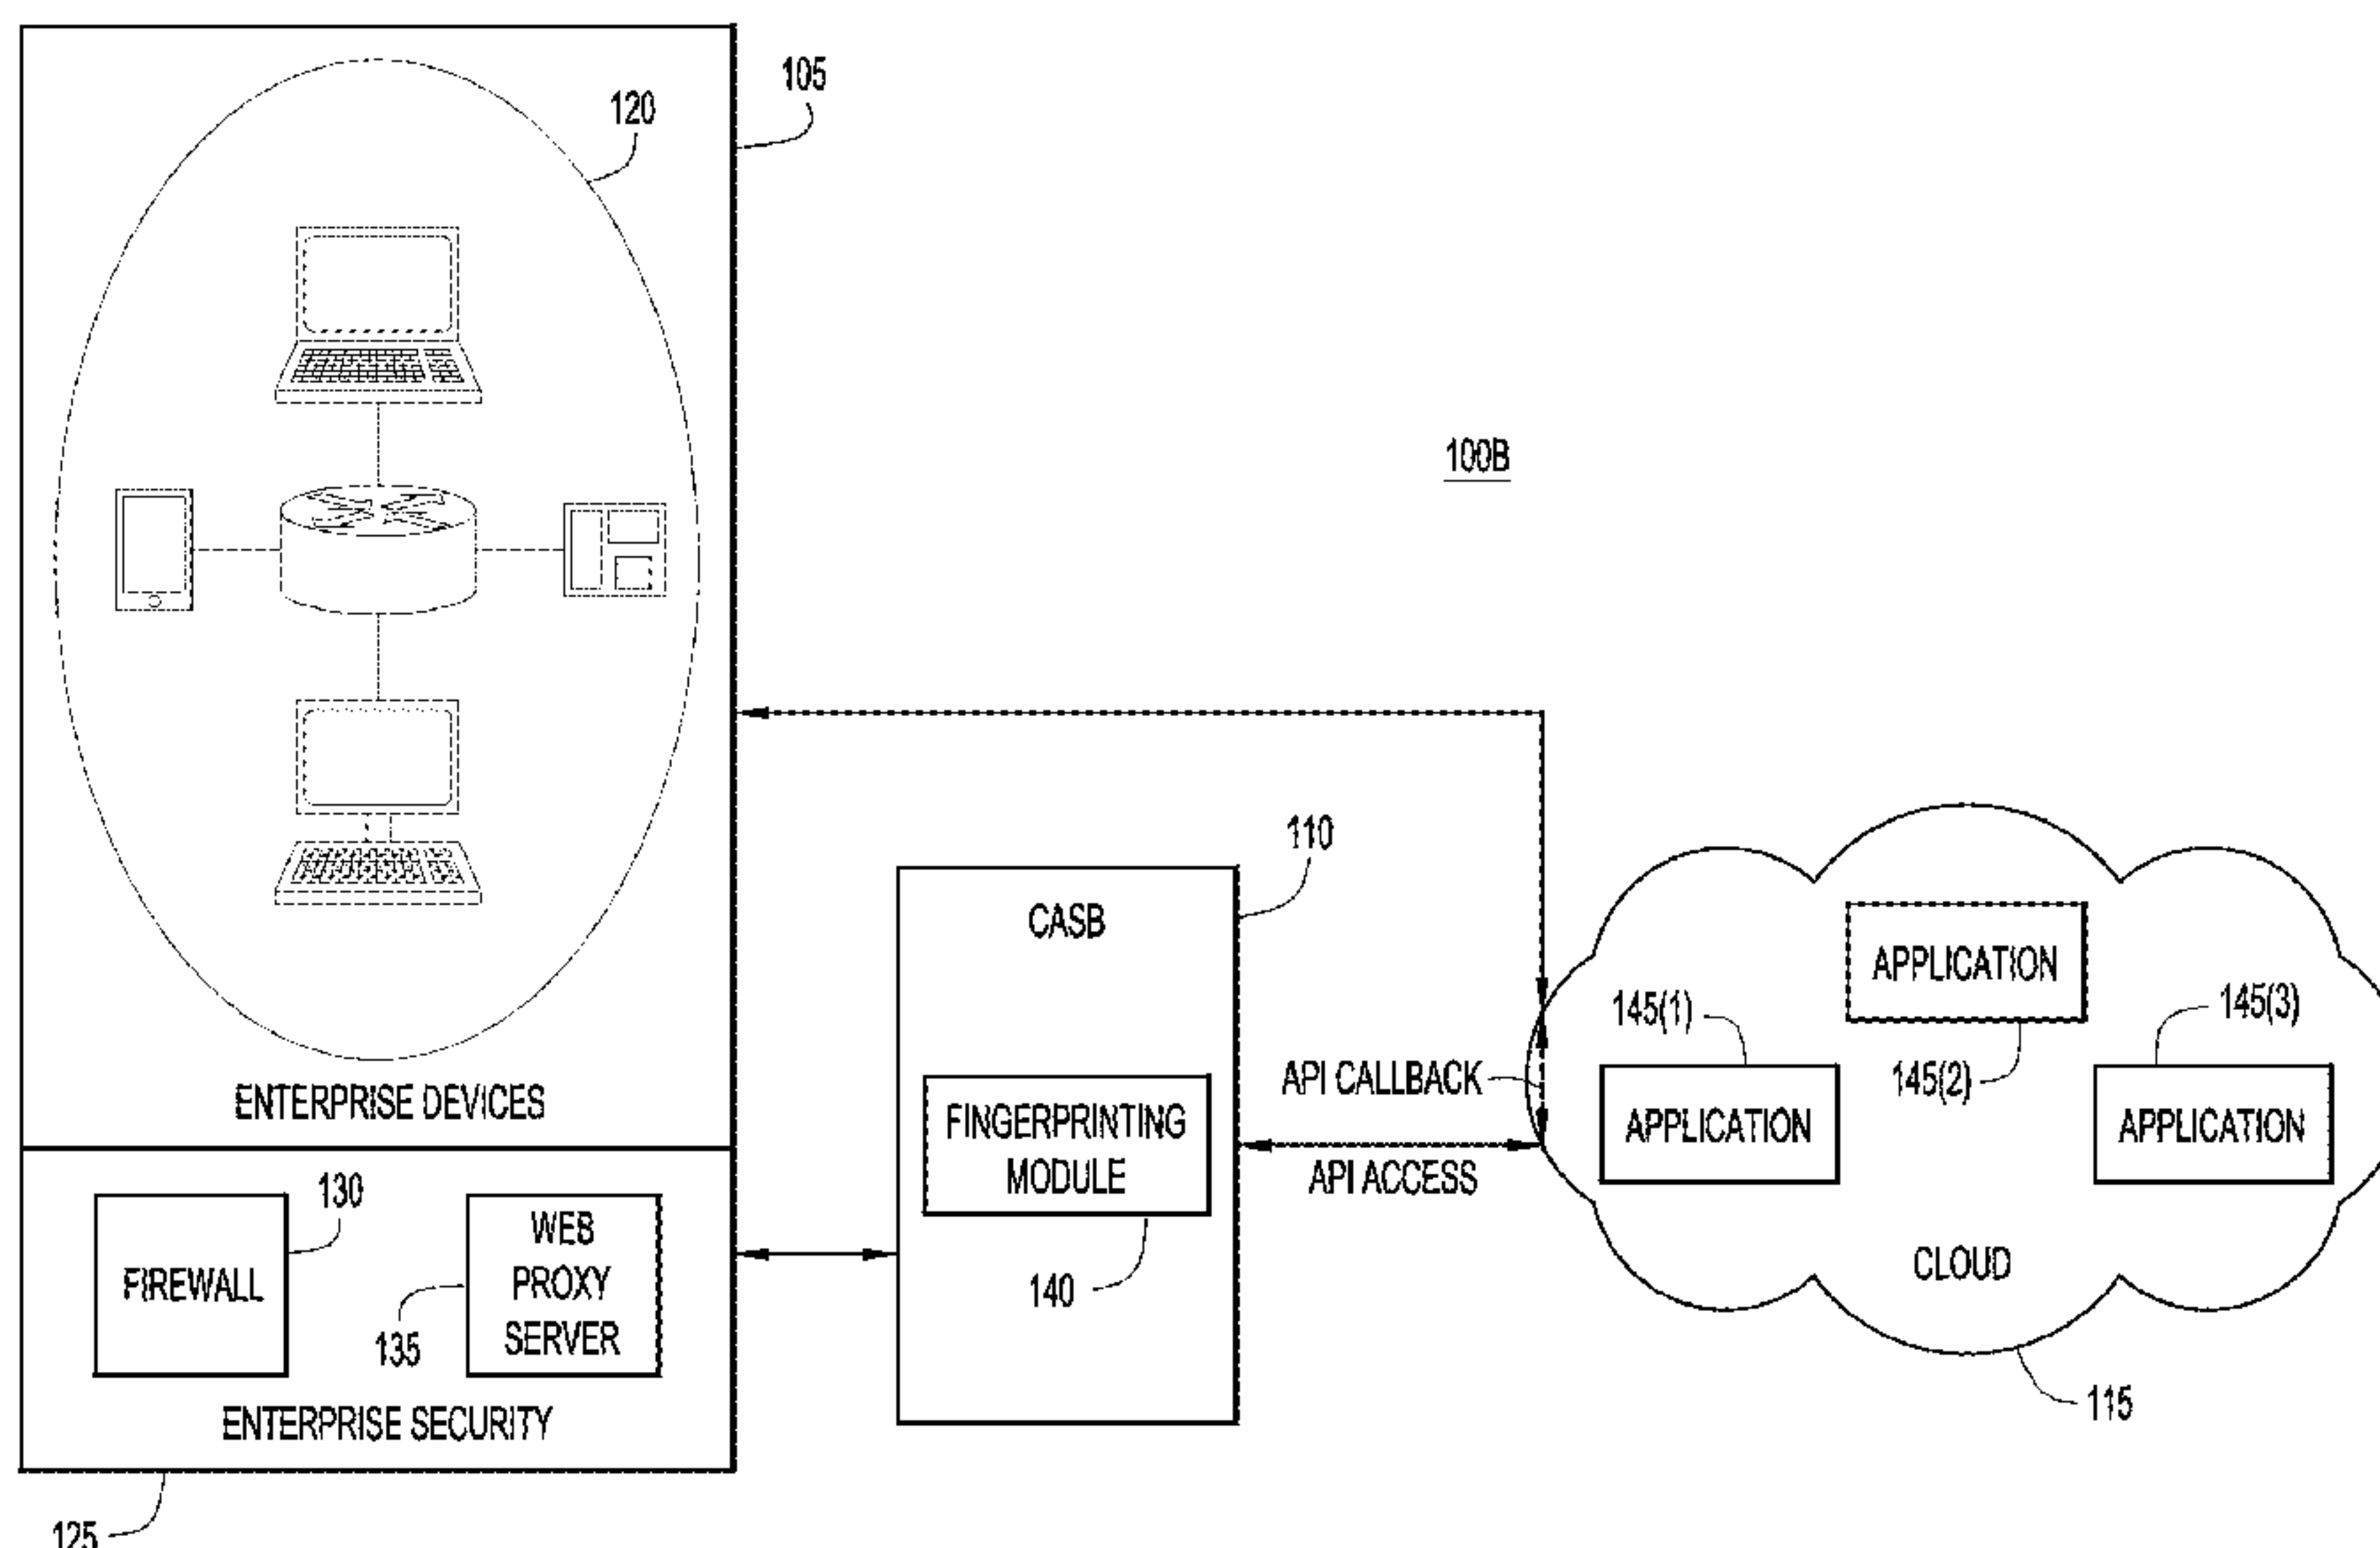 105
120
100B
110
CASB
APPLICATION
145(1)
145(3)
API CALLBACK
145(2)
ENTERPRISE DEVICES
FINGERPRINTING
MODULE
APPLICATION
APPLICATION
API ACCESS
130
WEB
PROXY
SERVER
FIREWALL
135
140
CLOUD
ENTERPRISE SECURITY
115
125